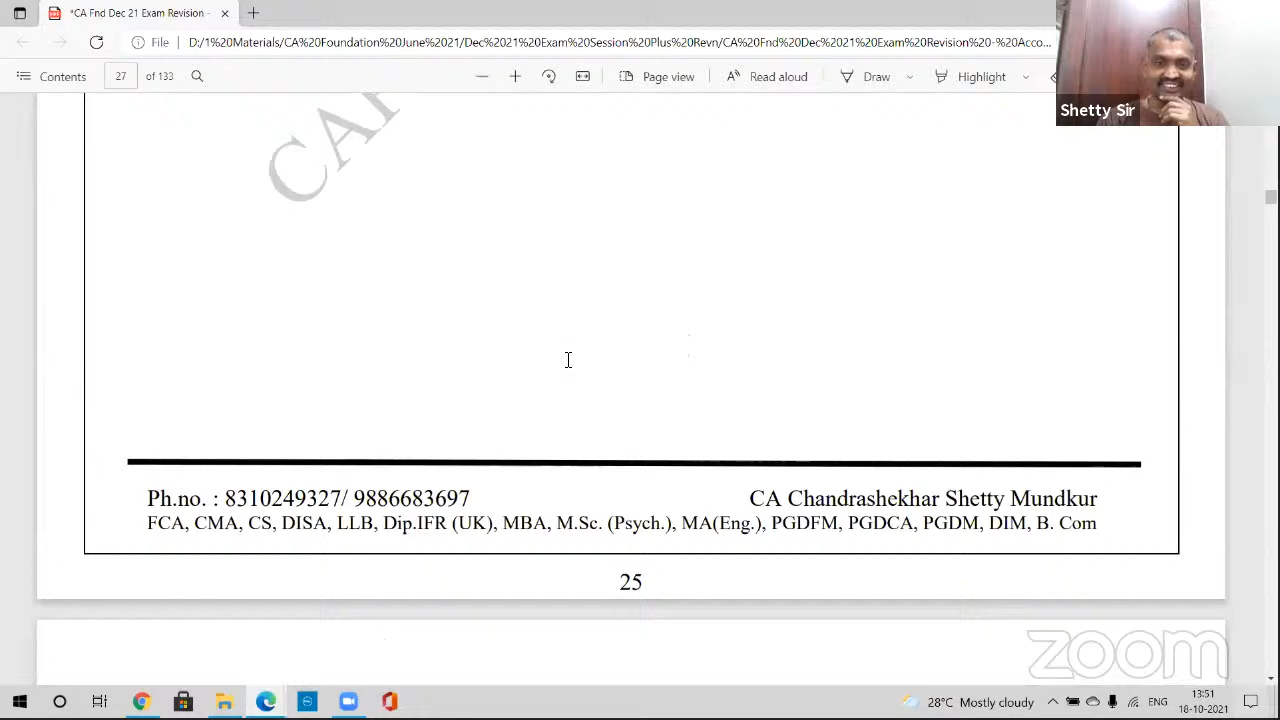 *CA Fnd Dec 21 Exam Revision -
File
D:/1%20Materials/CA%20Foundation%20June%2021/Dec%2021%20Exam%20Session%20Plus%20Revn/CA%20Fnd%20Dec%2021%20Exam%20Revision%20-%20Acco...
Contents 27 of 133 Page view Read aloud Draw Highlight
Shetty Sir
Ph.no. : 8310249327/ 9886683697 CA Chandrashekhar Shetty Mundkur
FCA, CMA, CS, DISA, LLB, Dip.IFR (UK), MBA, M.Sc. (Psych.), MA(Eng.), PGDFM, PGDCA, PGDM, DIM, B. Com
25
zoom
28°C Mostly cloudy ENG 13:51
18-10-2021